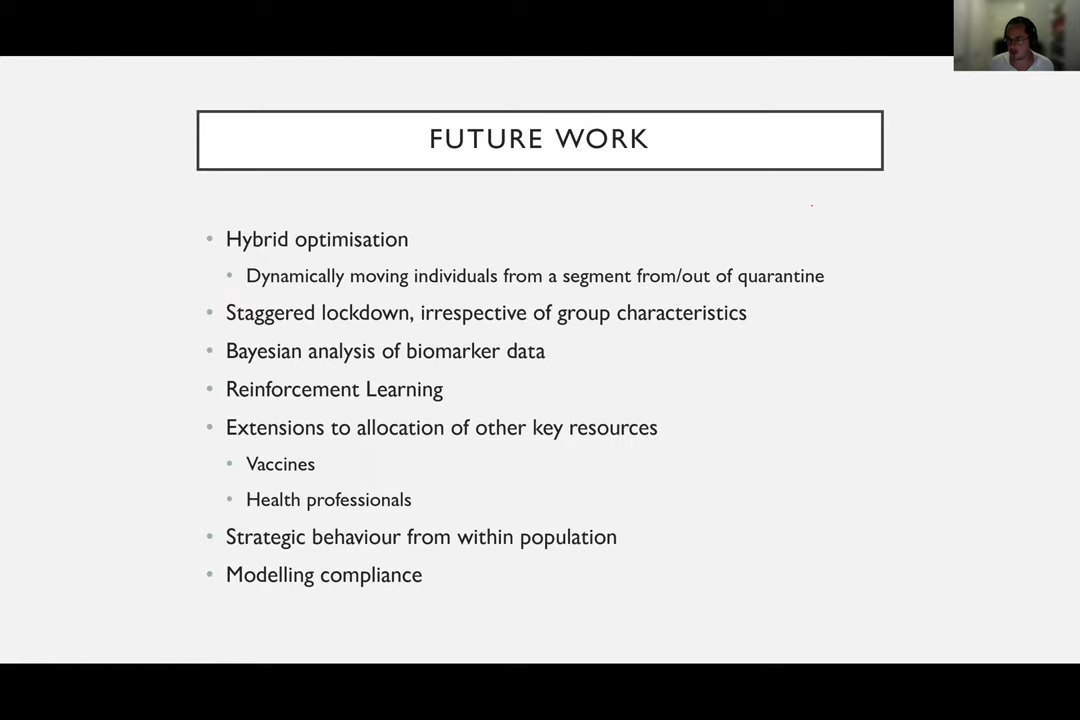 FUTURE WORK
• Hybrid optimisation
• Dynamically moving individuals from a segment from/out of quarantine
• Staggered lockdown, irrespective of group characteristics
• Bayesian analysis of biomarker data
• Reinforcement Learning
• Extensions to allocation of other key resources
• Vaccines
• Health professionals
• Strategic behaviour from within population
• Modelling compliance